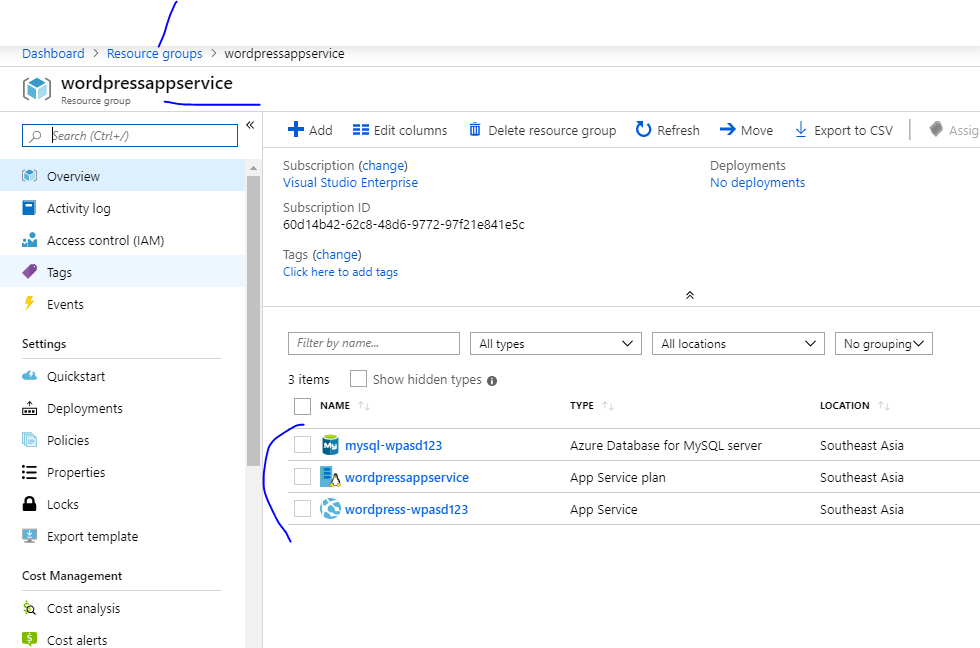 Dashboard > Resource groups > wordpressappservice
wordpressappservice
Resource group
Search (Ctrl+/)
«
Overview
Activity log
Access control (IAM)
Tags
Events
Settings
Quickstart
Deployments
Policies
Properties
Locks
Export template
Cost Management
Cost analysis
Cost alerts
Add Edit columns Delete resource group Refresh Move Export to CSV Assig
Subscription (change)
Visual Studio Enterprise
Subscription ID
60d14b42-62c8-48d6-9772-97f21e841e5c
Tags (change)
Click here to add tags
Deployments
No deployments
Filter by name... All types All locations No grouping
3 items Show hidden types
NAME TYPE LOCATION
mysql-wpasd123 Azure Database for MySQL server Southeast Asia
wordpressappservice App Service plan Southeast Asia
wordpress-wpasd123 App Service Southeast Asia